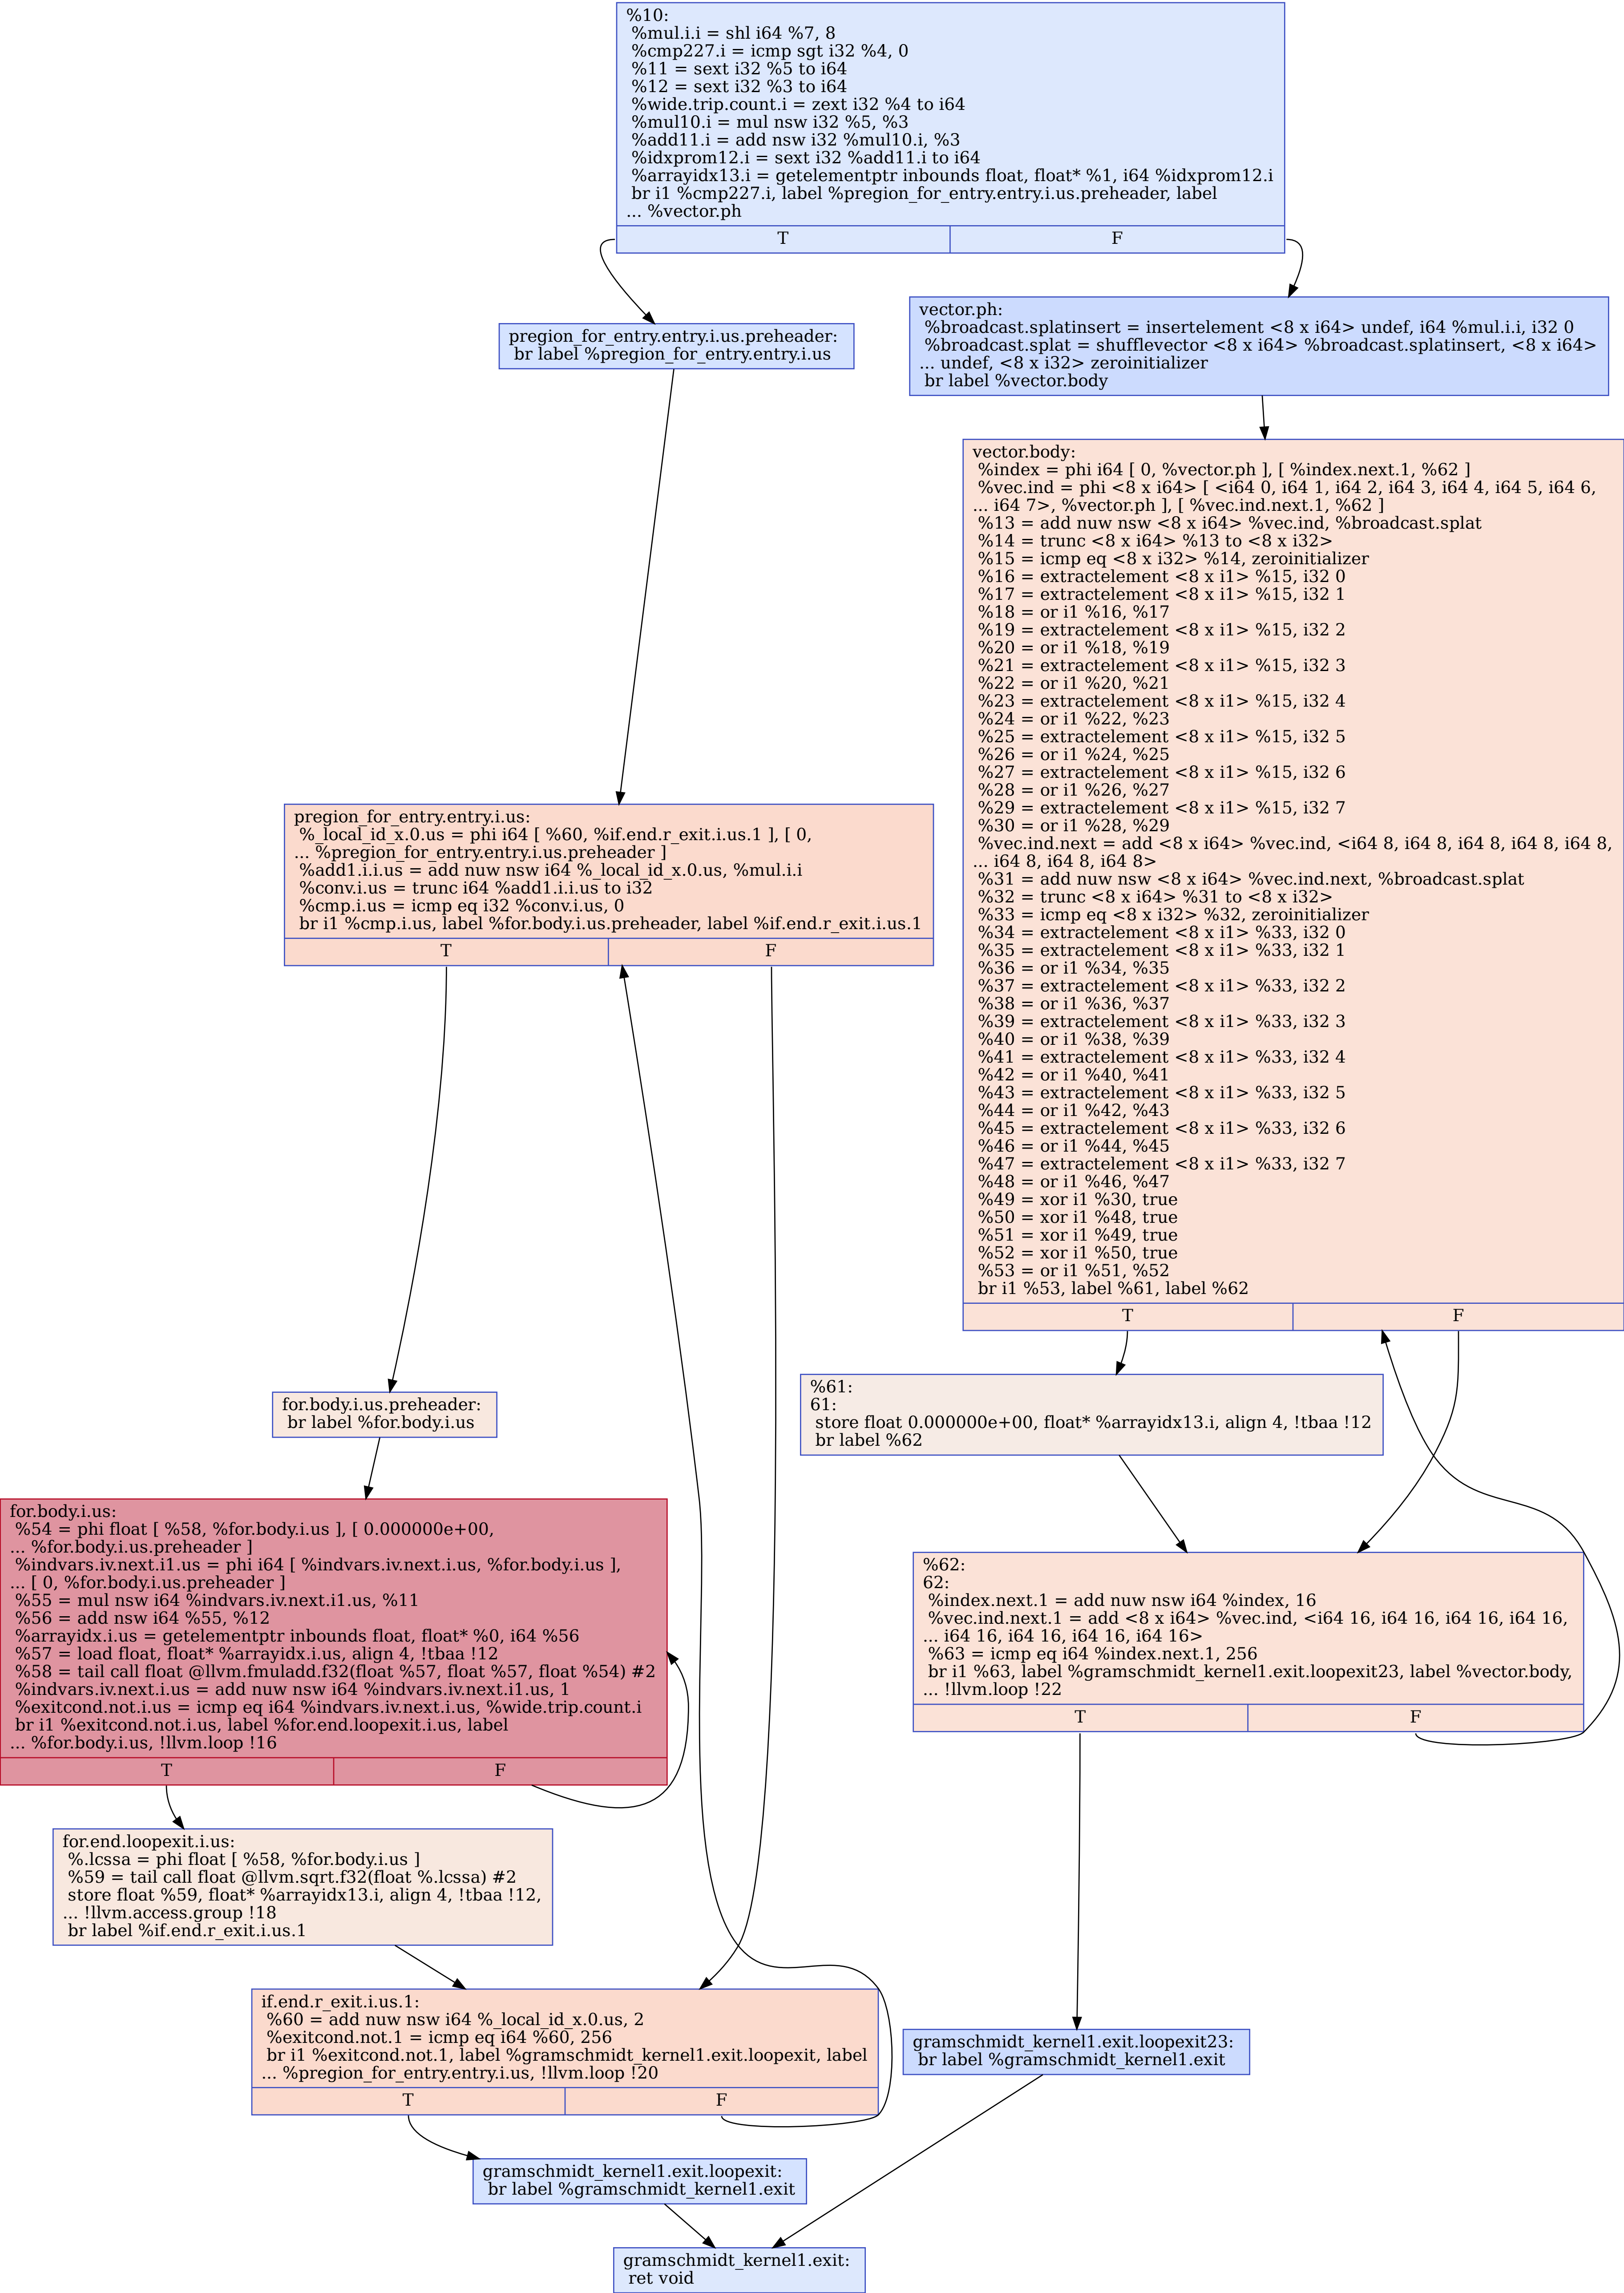 %10:
%mul.i.i = shl i64 %7, 8
%cmp227.i = icmp sgt i32 %4, 0
%11 = sext i32 %5 to i64
%12 = sext i32 %3 to i64
%wide.trip.count.i = zext i32 %4 to i64
%mul10.i = mul nsw i32 %5, %3
%add11.i = add nsw i32 %mul10.i, %3
%idxprom12.i = sext i32 %add11.i to i64
%arrayidx13.i = getelementptr inbounds float, float* %1, i64 %idxprom12.i
br i1 %cmp227.i, label %pregion_for_entry.entry.i.us.preheader, label
... %vector.ph
T
F
pregion_for_entry.entry.i.us.preheader:
br label %pregion_for_entry.entry.i.us
vector.ph:
%broadcast.splatinsert = insertelement <8 x i64> undef, i64 %mul.i.i, i32 0
%broadcast.splat = shufflevector <8 x i64> %broadcast.splatinsert, <8 x i64>
... undef, <8 x i32> zeroinitializer
br label %vector.body
vector.body:
%index = phi i64 [ 0, %vector.ph ], [ %index.next.1, %62 ]
%vec.ind = phi <8 x i64> [ <i64 0, i64 1, i64 2, i64 3, i64 4, i64 5, i64 6,
... i64 7>, %vector.ph ], [ %vec.ind.next.1, %62 ]
%13 = add nuw nsw <8 x i64> %vec.ind, %broadcast.splat
%14 = trunc <8 x i64> %13 to <8 x i32>
%15 = icmp eq <8 x i32> %14, zeroinitializer
%16 = extractelement <8 x i1> %15, i32 0
%17 = extractelement <8 x i1> %15, i32 1
%18 = or i1 %16, %17
%19 = extractelement <8 x i1> %15, i32 2
%20 = or i1 %18, %19
%21 = extractelement <8 x i1> %15, i32 3
%22 = or i1 %20, %21
%23 = extractelement <8 x i1> %15, i32 4
%24 = or i1 %22, %23
%25 = extractelement <8 x i1> %15, i32 5
%26 = or i1 %24, %25
%27 = extractelement <8 x i1> %15, i32 6
%28 = or i1 %26, %27
%29 = extractelement <8 x i1> %15, i32 7
%30 = or i1 %28, %29
%vec.ind.next = add <8 x i64> %vec.ind, <i64 8, i64 8, i64 8, i64 8, i64 8,
... i64 8, i64 8, i64 8>
%31 = add nuw nsw <8 x i64> %vec.ind.next, %broadcast.splat
%32 = trunc <8 x i64> %31 to <8 x i32>
%33 = icmp eq <8 x i32> %32, zeroinitializer
%34 = extractelement <8 x i1> %33, i32 0
%35 = extractelement <8 x i1> %33, i32 1
%36 = or i1 %34, %35
%37 = extractelement <8 x i1> %33, i32 2
%38 = or i1 %36, %37
%39 = extractelement <8 x i1> %33, i32 3
%40 = or i1 %38, %39
%41 = extractelement <8 x i1> %33, i32 4
%42 = or i1 %40, %41
%43 = extractelement <8 x i1> %33, i32 5
%44 = or i1 %42, %43
%45 = extractelement <8 x i1> %33, i32 6
%46 = or i1 %44, %45
%47 = extractelement <8 x i1> %33, i32 7
%48 = or i1 %46, %47
%49 = xor i1 %30, true
%50 = xor i1 %48, true
%51 = xor i1 %49, true
%52 = xor i1 %50, true
%53 = or i1 %51, %52
br i1 %53, label %61, label %62
T
F
pregion_for_entry.entry.i.us:
%_local_id_x.0.us = phi i64 [ %60, %if.end.r_exit.i.us.1 ], [ 0,
... %pregion_for_entry.entry.i.us.preheader ]
%add1.i.i.us = add nuw nsw i64 %_local_id_x.0.us, %mul.i.i
%conv.i.us = trunc i64 %add1.i.i.us to i32
%cmp.i.us = icmp eq i32 %conv.i.us, 0
br i1 %cmp.i.us, label %for.body.i.us.preheader, label %if.end.r_exit.i.us.1
T
F
for.body.i.us.preheader:
br label %for.body.i.us
%61:
61:
store float 0.000000e+00, float* %arrayidx13.i, align 4, !tbaa !12
br label %62
for.body.i.us:
%54 = phi float [ %58, %for.body.i.us ], [ 0.000000e+00,
... %for.body.i.us.preheader ]
%indvars.iv.next.i1.us = phi i64 [ %indvars.iv.next.i.us, %for.body.i.us ],
... [ 0, %for.body.i.us.preheader ]
%55 = mul nsw i64 %indvars.iv.next.i1.us, %11
%56 = add nsw i64 %55, %12
%arrayidx.i.us = getelementptr inbounds float, float* %0, i64 %56
%57 = load float, float* %arrayidx.i.us, align 4, !tbaa !12
%58 = tail call float @llvm.fmuladd.f32(float %57, float %57, float %54) #2
%indvars.iv.next.i.us = add nuw nsw i64 %indvars.iv.next.i1.us, 1
%exitcond.not.i.us = icmp eq i64 %indvars.iv.next.i.us, %wide.trip.count.i
br i1 %exitcond.not.i.us, label %for.end.loopexit.i.us, label
... %for.body.i.us, !llvm.loop !16
T
F
%62:
62:
%index.next.1 = add nuw nsw i64 %index, 16
%vec.ind.next.1 = add <8 x i64> %vec.ind, <i64 16, i64 16, i64 16, i64 16,
... i64 16, i64 16, i64 16, i64 16>
%63 = icmp eq i64 %index.next.1, 256
br i1 %63, label %gramschmidt_kernel1.exit.loopexit23, label %vector.body,
... !llvm.loop !22
T
F
for.end.loopexit.i.us:
%.lcssa = phi float [ %58, %for.body.i.us ]
%59 = tail call float @llvm.sqrt.f32(float %.lcssa) #2
store float %59, float* %arrayidx13.i, align 4, !tbaa !12,
... !llvm.access.group !18
br label %if.end.r_exit.i.us.1
if.end.r_exit.i.us.1:
%60 = add nuw nsw i64 %_local_id_x.0.us, 2
%exitcond.not.1 = icmp eq i64 %60, 256
br i1 %exitcond.not.1, label %gramschmidt_kernel1.exit.loopexit, label
... %pregion_for_entry.entry.i.us, !llvm.loop !20
T
F
gramschmidt_kernel1.exit.loopexit23:
br label %gramschmidt_kernel1.exit
gramschmidt_kernel1.exit.loopexit:
br label %gramschmidt_kernel1.exit
gramschmidt_kernel1.exit:
ret void